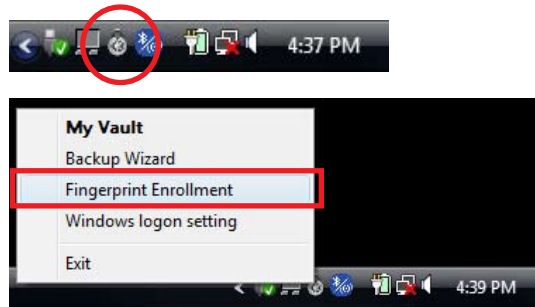 4:37 PM
My Vault
Backup Wizard
Fingerprint Enrollment
Windows logon setting
Exit
4:39 PM